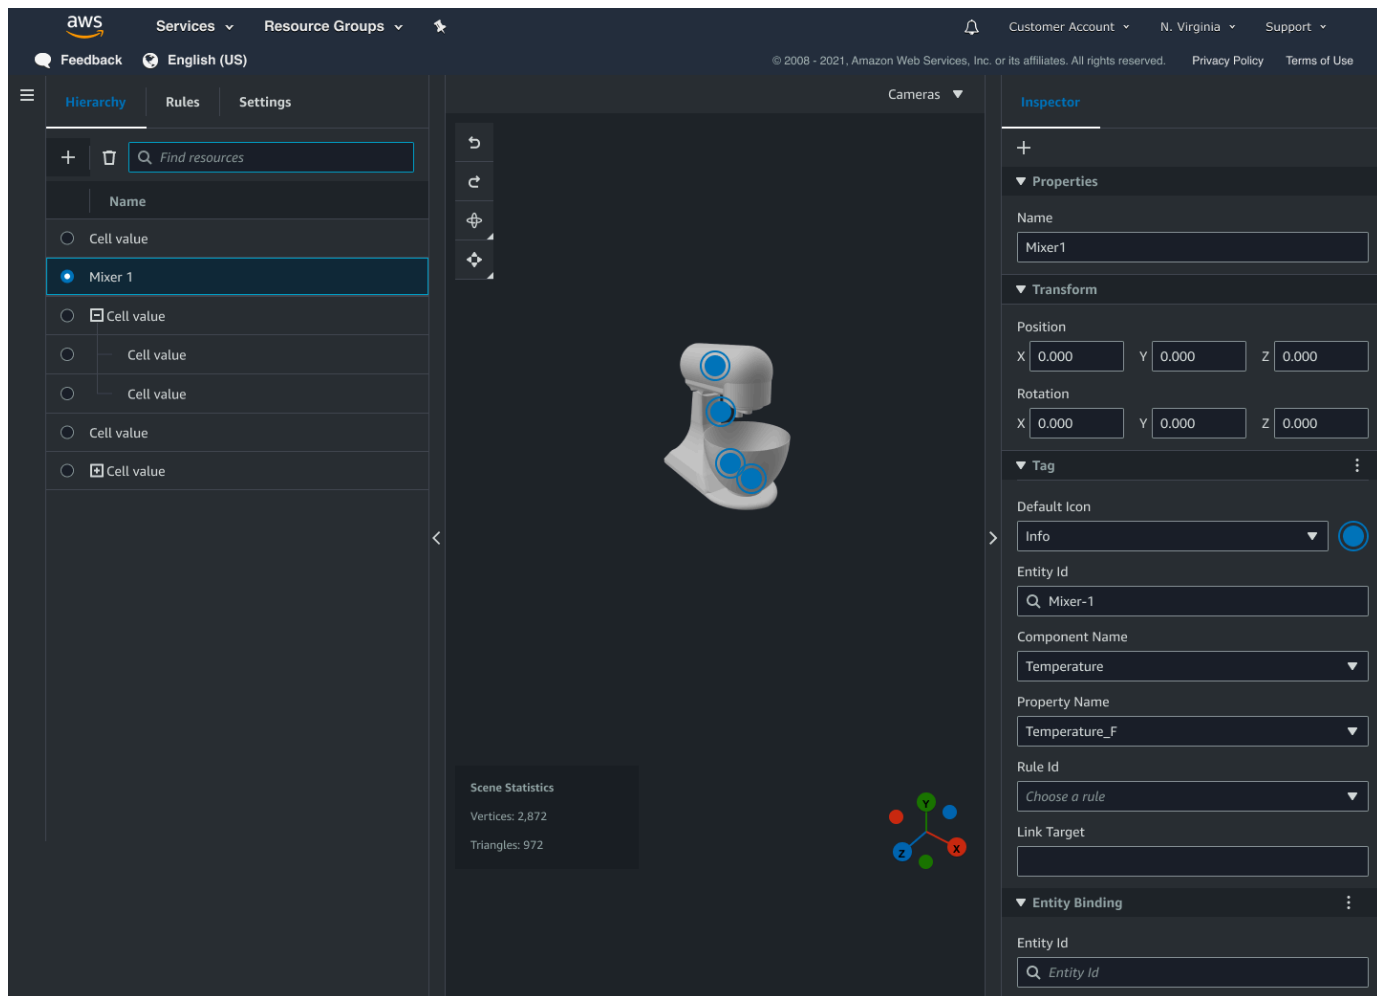 aws Services Resource Groups Customer Account N. Virginia Support
Feedback English (US) © 2008 - 2021, Amazon Web Services, Inc. or its affiliates. All rights reserved. Privacy Policy Terms of Use
Hierarchy Rules Settings
Find resources
Name
Cell value
Mixer 1
Cell value
Cell value
Cell value
Cell value
Cell value
Cameras
Scene Statistics
Vertices: 2,872
Triangles: 972
Y
X
Z
Inspector
Properties
Name
Mixer1
Transform
Position
X 0.000 Y 0.000 Z 0.000
Rotation
X 0.000 Y 0.000 Z 0.000
Tag
Default Icon
Info
Entity Id
Mixer-1
Component Name
Temperature
Property Name
Temperature_F
Rule Id
Choose a rule
Link Target
Entity Binding
Entity Id
Entity Id